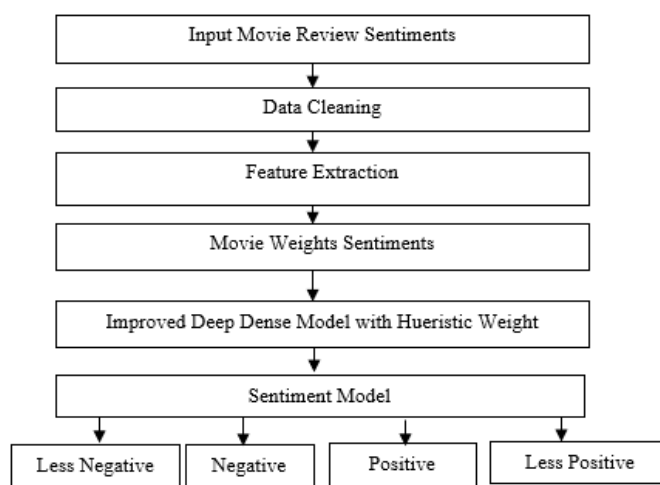 Input Movie Review Sentiments
Data Cleaning
Feature Extraction
Movie Weights Sentiments
Improved Deep Dense Model with Hueristic Weight
Sentiment Model
Less Negative
Negative
Positive
Less Positive